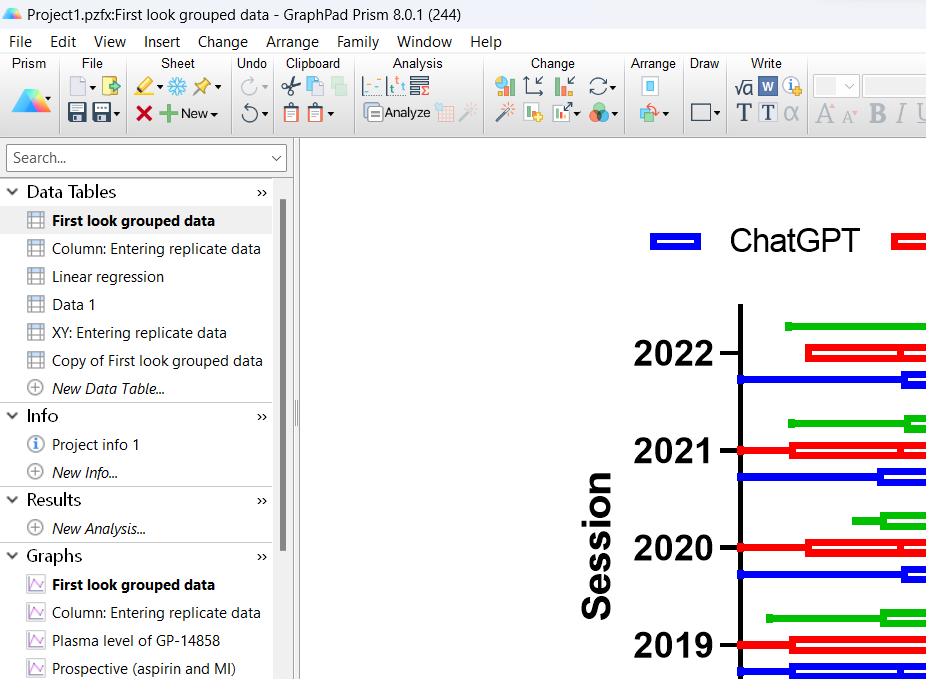 Project1.pzfx:First look grouped data - GraphPad Prism 8.0.1 (244)
File Edit View Insert Change Arrange Family Window Help
Prism File Sheet Undo Clipboard Analysis Change Arrange Draw Write
√α W
New Analyze T T α A A B I U
Search...
Data Tables
First look grouped data
Column: Entering replicate data
Linear regression
Data 1
XY: Entering replicate data
Copy of First look grouped data
New Data Table...
Info
Project info 1
New Info...
Results
New Analysis...
Graphs
First look grouped data
Column: Entering replicate data
Plasma level of GP-14858
Prospective (aspirin and MI)
ChatGPT
2022
2021
2020
2019
Session